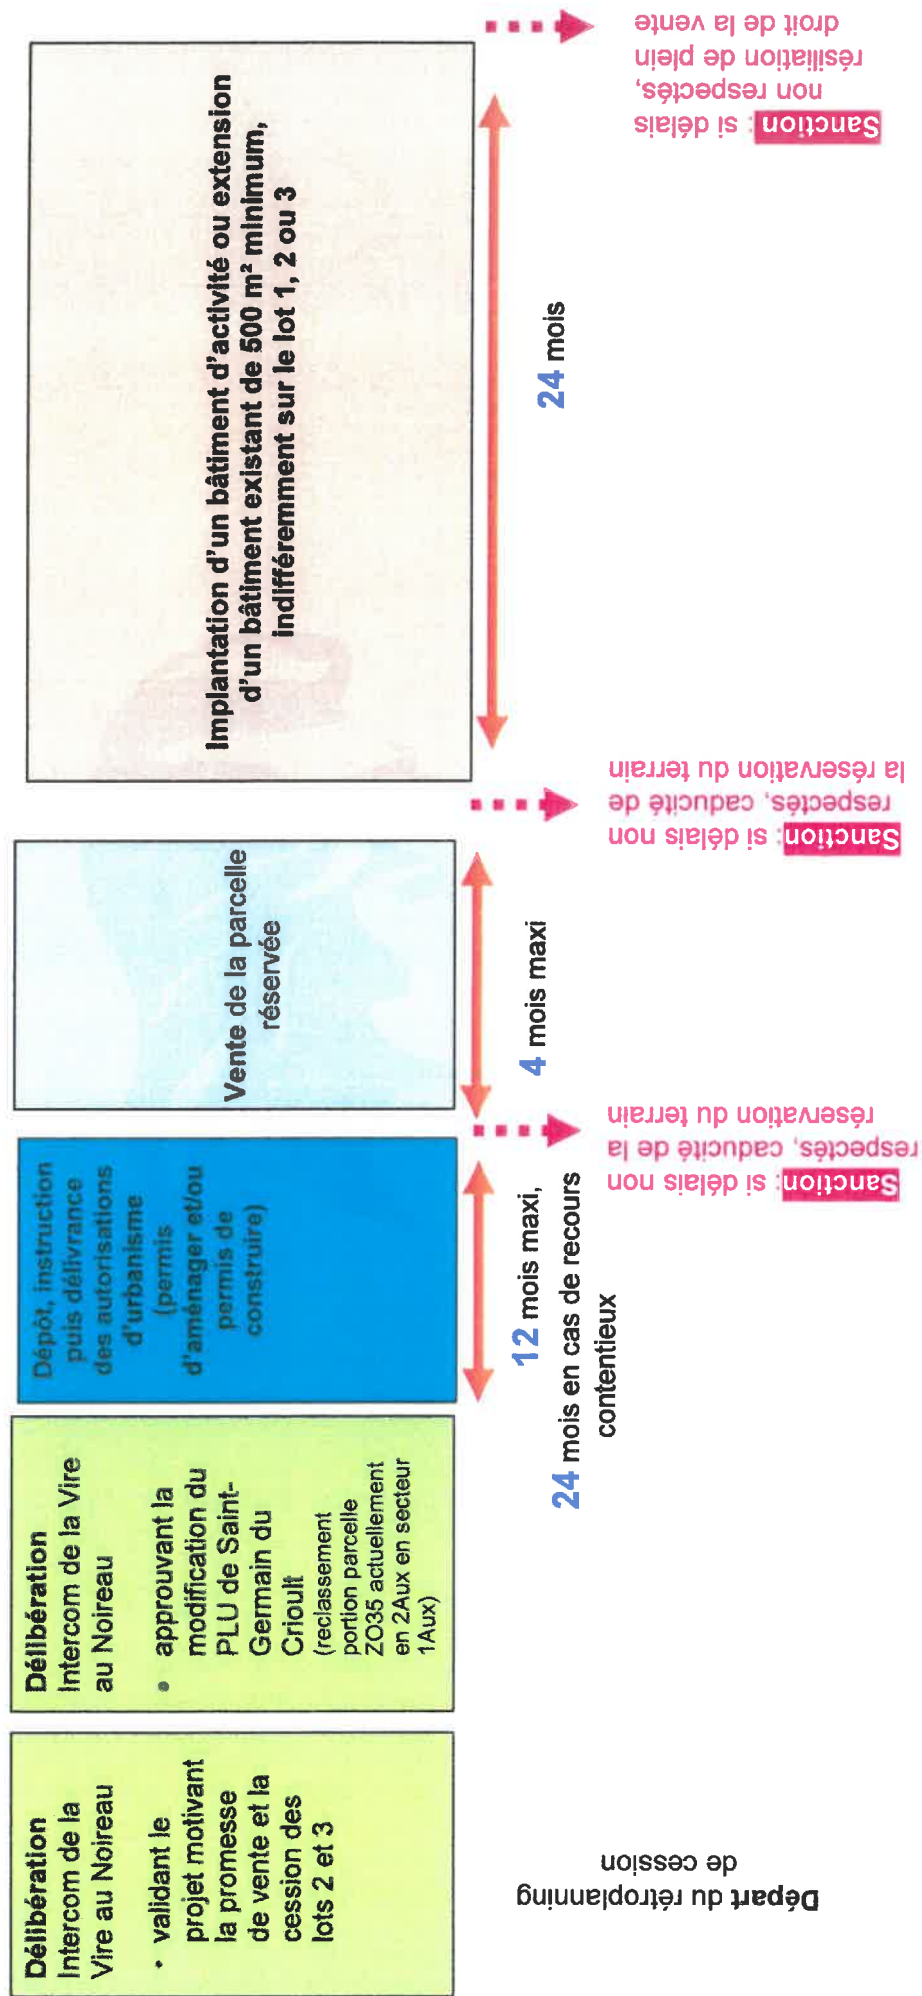 Délibération
Intercom de la
Vire au Noireau
• validant le
projet motivant
la promesse
de vente et la
cession des
lots 2 et 3
Délibération
Intercom de la Vire
au Noireau
• approuvant la
modification du
PLU de Saint-
Germain du
Crioult
(reclassement
portion parcelle
ZO35 actuellement
en 2Aux en secteur
1Aux)
Dépôt, instruction
puis délivrance
des autorisations
d'urbanisme
(permis
d'aménager et/ou
permis de
construire)
Vente de la parcelle
réservée
Implantation d'un bâtiment d'activité ou extension
d'un bâtiment existant de 500 m² minimum,
indifféremment sur le lot 1, 2 ou 3
12 mois maxi,
24 mois en cas de recours
contentieux
4 mois maxi
24 mois
Départ du rétroplanning
de cession
Sanction : si délais non
respectés, caducité de la
réservation du terrain
Sanction : si délais non
respectés, caducité de
la réservation du terrain
Sanction : si délais
non respectés,
résiliation de plein
droit de la vente